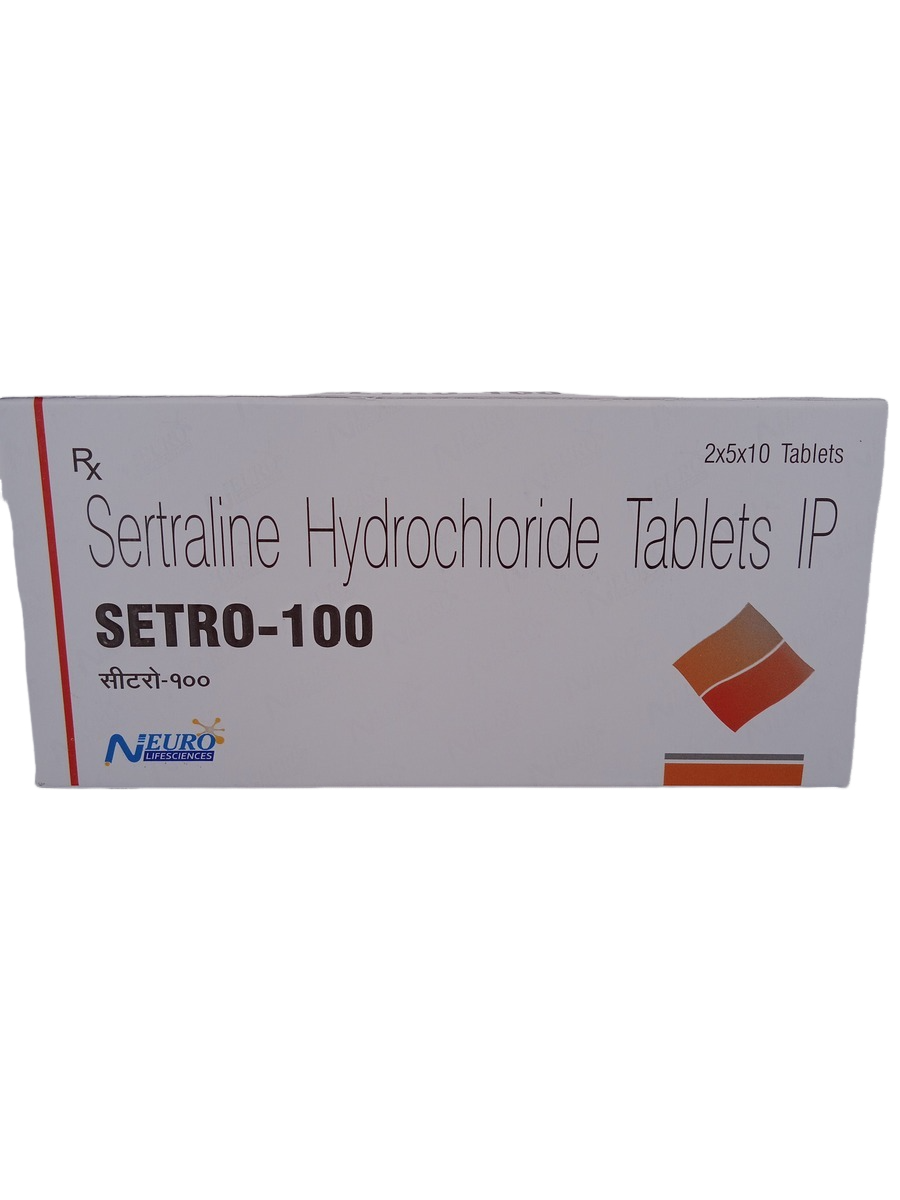 2x5x10 Tablets
Rx
Sertraline Hydrochloride Tablets IP
SETRO-100
सीटरो-१००
NEURO
LIFESCIENCES